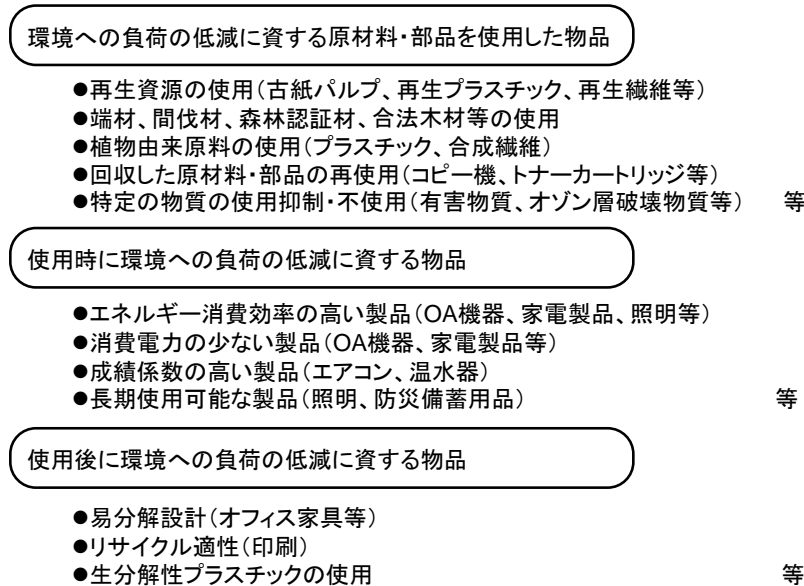 環境への負荷の低減に資する原材料・部品を使用した物品
●再生資源の使用（古紙パルプ、再生プラスチック、再生繊維等）
●端材、間伐材、森林認証材、合法木材等の使用
●植物由来原料の使用（プラスチック、合成繊維）
●回収した原材料・部品の再使用（コピー機、トナーカートリッジ等）
●特定の物質の使用抑制・不使用（有害物質、オゾン層破壊物質等） 等
使用時に環境への負荷の低減に資する物品
●エネルギー消費効率の高い製品（OA機器、家電製品、照明等）
●消費電力の少ない製品（OA機器、家電製品等）
●成績係数の高い製品（エアコン、温水器）
●長期使用可能な製品（照明、防災備蓄用品） 等
使用後に環境への負荷の低減に資する物品
●易分解設計（オフィス家具等）
●リサイクル適性（印刷）
●生分解性プラスチックの使用 等